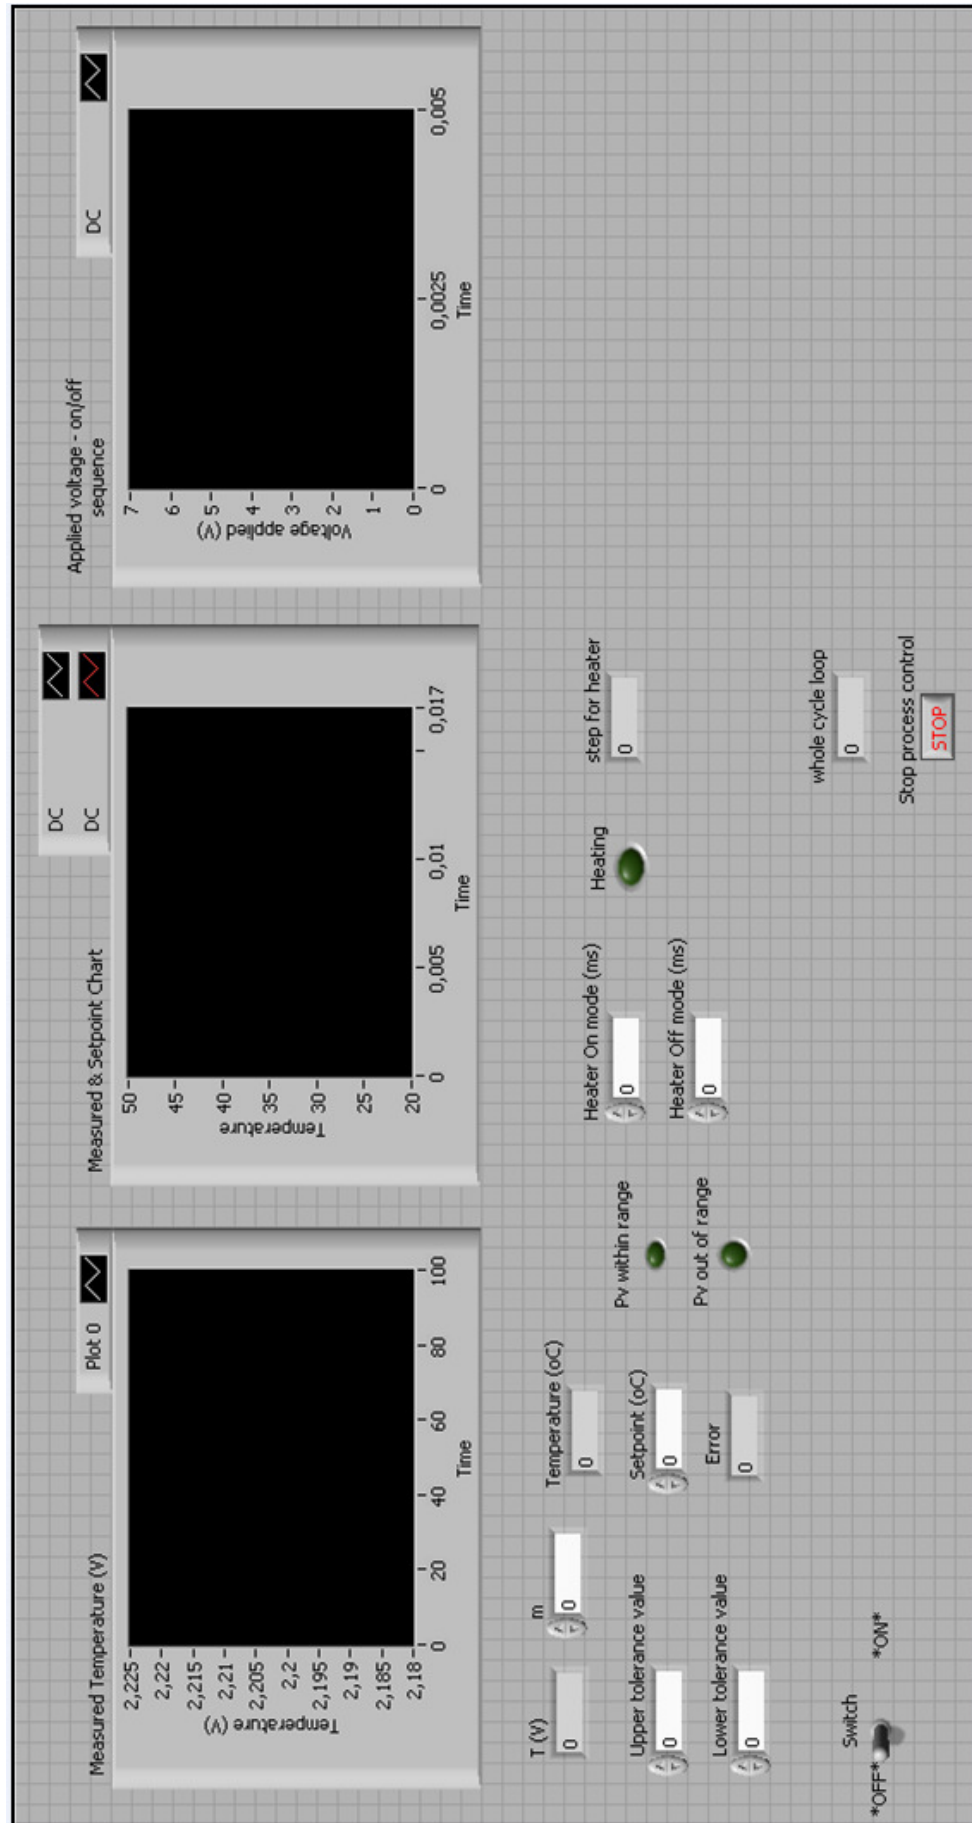 Measured Temperature (V)
Plot 0
Temperature (V)
2,225
2,22
2,215
2,21
2,205
2,2
2,195
2,19
2,185
2,18
0
20
40
60
80
100
Time
Measured & Setpoint Chart
DC
DC
Temperature
50
45
40
35
30
25
20
0
0,005
0,01
0,017
Time
Applied voltage - on/off
sequence
DC
Voltage applied (V)
7
6
5
4
3
2
1
0
0
0,0025
0,005
Time
T (V)
0
m
0
Temperature (oC)
0
Upper tolerance value
0
Setpoint (oC)
0
Lower tolerance value
0
Error
0
Pv within range
Pv out of range
Heater On mode (ms)
0
Heater Off mode (ms)
0
Heating
step for heater
0
whole cycle loop
0
Stop process control
STOP
Switch
*OFF*
*ON*